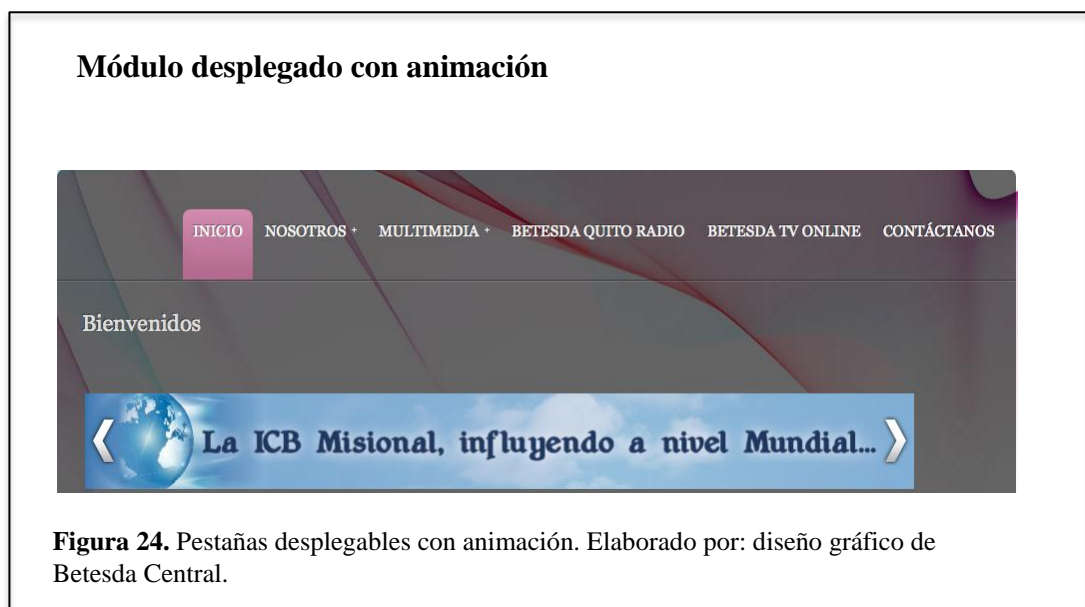 Módulo desplegado con animación
INICIO NOSOTROS + MULTIMEDIA + BETESDA QUITO RADIO BETESDA TV ONLINE CONTÁCTANOS
Bienvenidos
La ICB Misional, influyendo a nivel Mundial...
Figura 24. Pestañas desplegables con animación. Elaborado por: diseño gráfico de
Betesda Central.